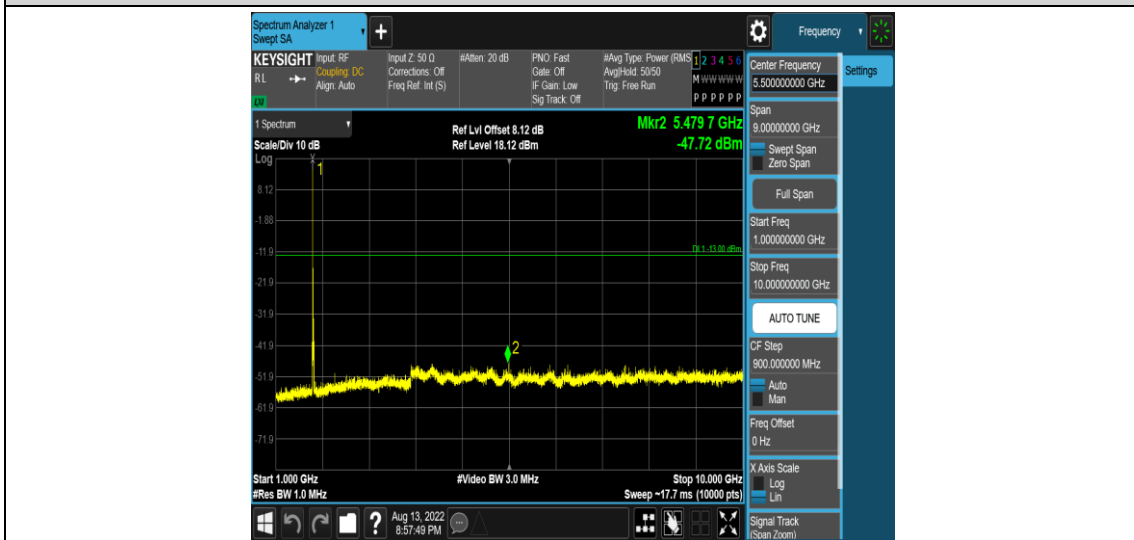 Spectrum Analyzer 1
Swept SA
Frequency
KEYSIGHT
RL
LXI
Input: RF
Coupling: DC
Align: Auto
Input Z: 50 Ω
Corrections: Off
Freq Ref: Int (S)
#Atten: 20 dB
PNO: Fast
Gate: Off
IF Gain: Low
Sig Track: Off
#Avg Type: Power (RMS
Avg|Hold: 50/50
Trig: Free Run
1 2 3 4 5 6
M W W W W W
P P P P P P
1 Spectrum
Scale/Div 10 dB
Ref Lvl Offset 8.12 dB
Ref Level 18.12 dBm
Mkr2 5.479 7 GHz
-47.72 dBm
Log
1
8.12
-1.88
-11.9
DL1 -13.00 dBm
-21.9
-31.9
-41.9
2
-51.9
-61.9
-71.9
Start 1.000 GHz
#Res BW 1.0 MHz
#Video BW 3.0 MHz
Stop 10.000 GHz
Sweep ~17.7 ms (10000 pts)
?
Aug 13, 2022
8:57:49 PM
Center Frequency
5.500000000 GHz
Settings
Span
9.00000000 GHz
Swept Span
Zero Span
Full Span
Start Freq
1.000000000 GHz
Stop Freq
10.000000000 GHz
AUTO TUNE
CF Step
900.000000 MHz
Auto
Man
Freq Offset
0 Hz
X Axis Scale
Log
Lin
Signal Track
(Span Zoom)